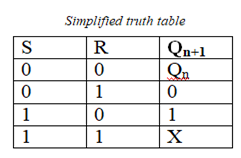 Simplified truth table
S R Qn+1
0 0 Qn
0 1 0
1 0 1
1 1 X